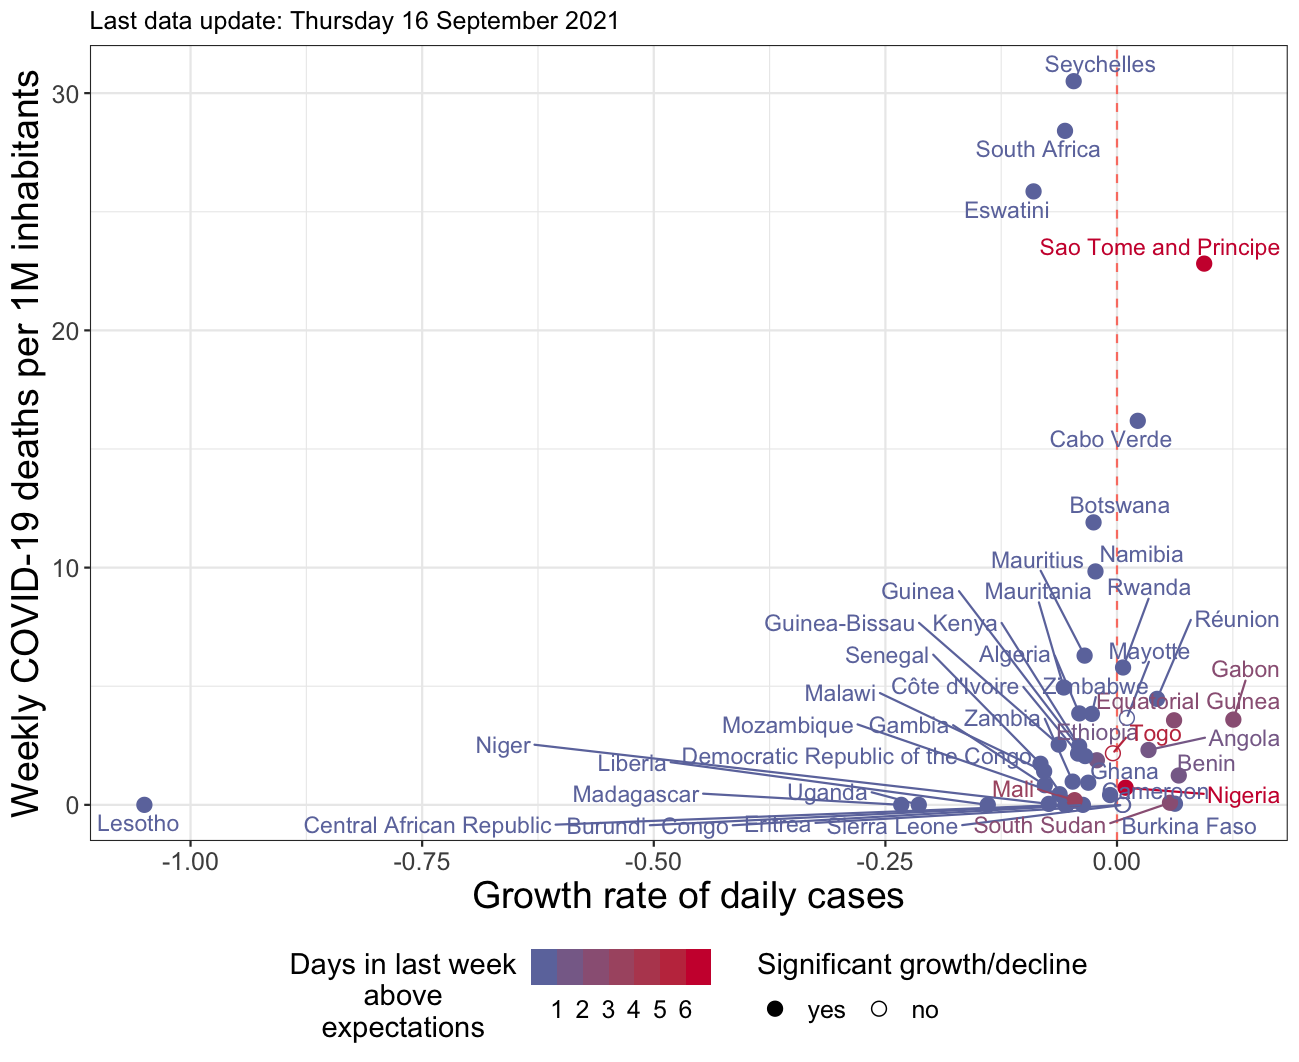 Last data update: Thursday 16 September 2021
Weekly COVID-19 deaths per 1M inhabitants
30
20
10
0
Seychelles
South Africa
Eswatini
Sao Tome and Principe
Cabo Verde
Botswana
Namibia
Mauritius
Rwanda
Guinea
Mauritania
Réunion
Guinea-Bissau
Kenya
Mayotte
Senegal
Algeria
Gabon
Malawi
Côte d'Ivoire
Zimbabwe
Equatorial Guinea
Mozambique
Gambia
Zambia
Ethiopia
Togo
Angola
Niger
Liberia
Democratic Republic of the Congo
Ghana
Benin
Madagascar
Uganda
Mali
Nigeria
Lesotho
Central African Republic
Burundi
Congo
Eritrea
Sierra Leone
South Sudan
Burkina Faso
-1.00
-0.75
-0.50
-0.25
0.00
Growth rate of daily cases
Days in last week
above
expectations
1 2 3 4 5 6
Significant growth/decline
yes
no